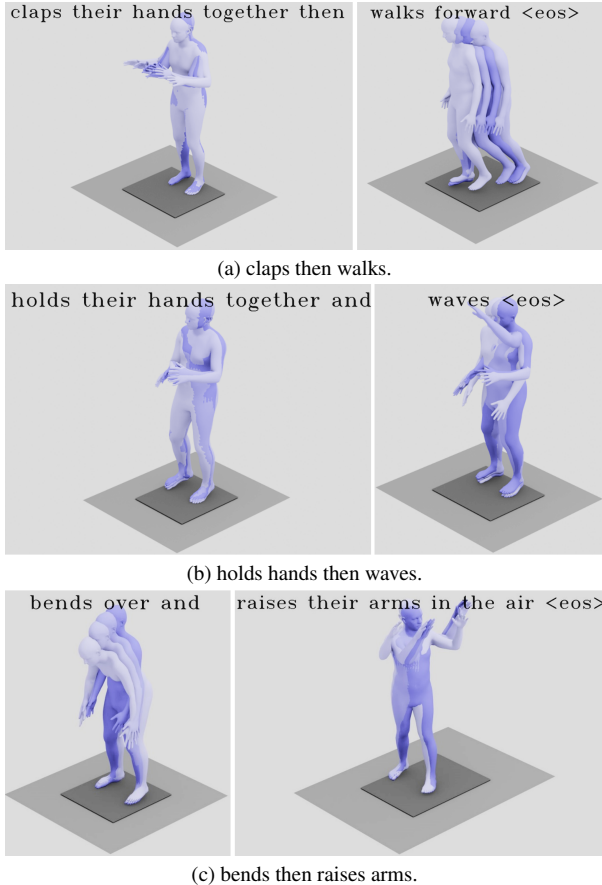 claps their hands together then
walks forward <eos>
(a) claps then walks.
holds their hands together and
waves <eos>
(b) holds hands then waves.
bends over and
raises their arms in the air <eos>
(c) bends then raises arms.